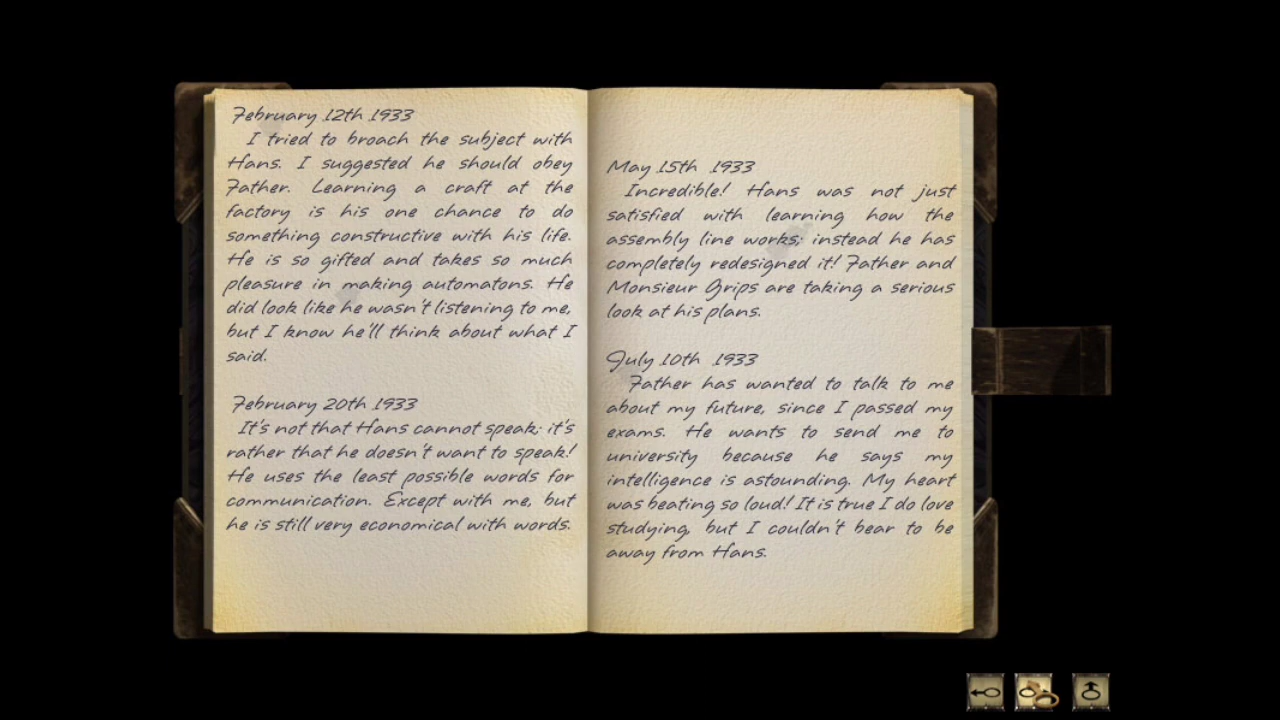 February 12th 1933
I tried to broach the subject with
Hans. I suggested he should obey
Father. Learning a craft at the
factory is his one chance to do
something constructive with his life.
He is so gifted and takes so much
pleasure in making automatons. He
did look like he wasn't listening to me,
but I know he'll think about what I
said.
February 20th 1933
It's not that Hans cannot speak; it's
rather that he doesn't want to speak!
He uses the least possible words for
communication. Except with me, but
he is still very economical with words.
May 15th 1933
Incredible! Hans was not just
satisfied with learning how the
assembly line works; instead he has
completely redesigned it! Father and
Monsieur Grips are taking a serious
look at his plans.
July 10th 1933
Father has wanted to talk to me
about my future, since I passed my
exams. He wants to send me to
university because he says my
intelligence is astounding. My heart
was beating so loud! It is true I do love
studying, but I couldn't bear to be
away from Hans.